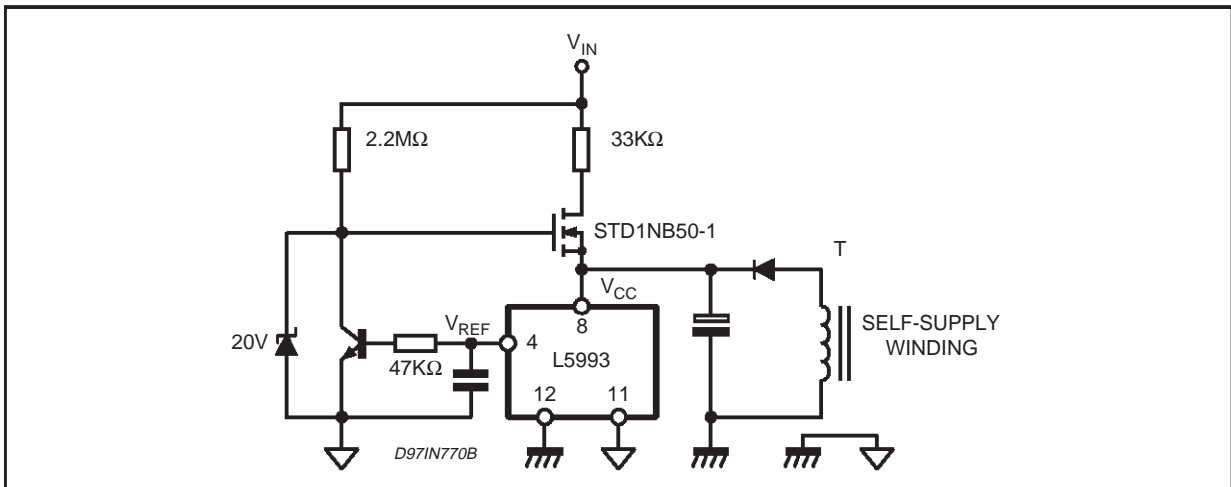 V_IN
2.2MΩ
33KΩ
STD1NB50-1
T
V_CC
8
V_REF
4
20V
47KΩ
L5993
SELF-SUPPLY
WINDING
12
11
D97IN770B